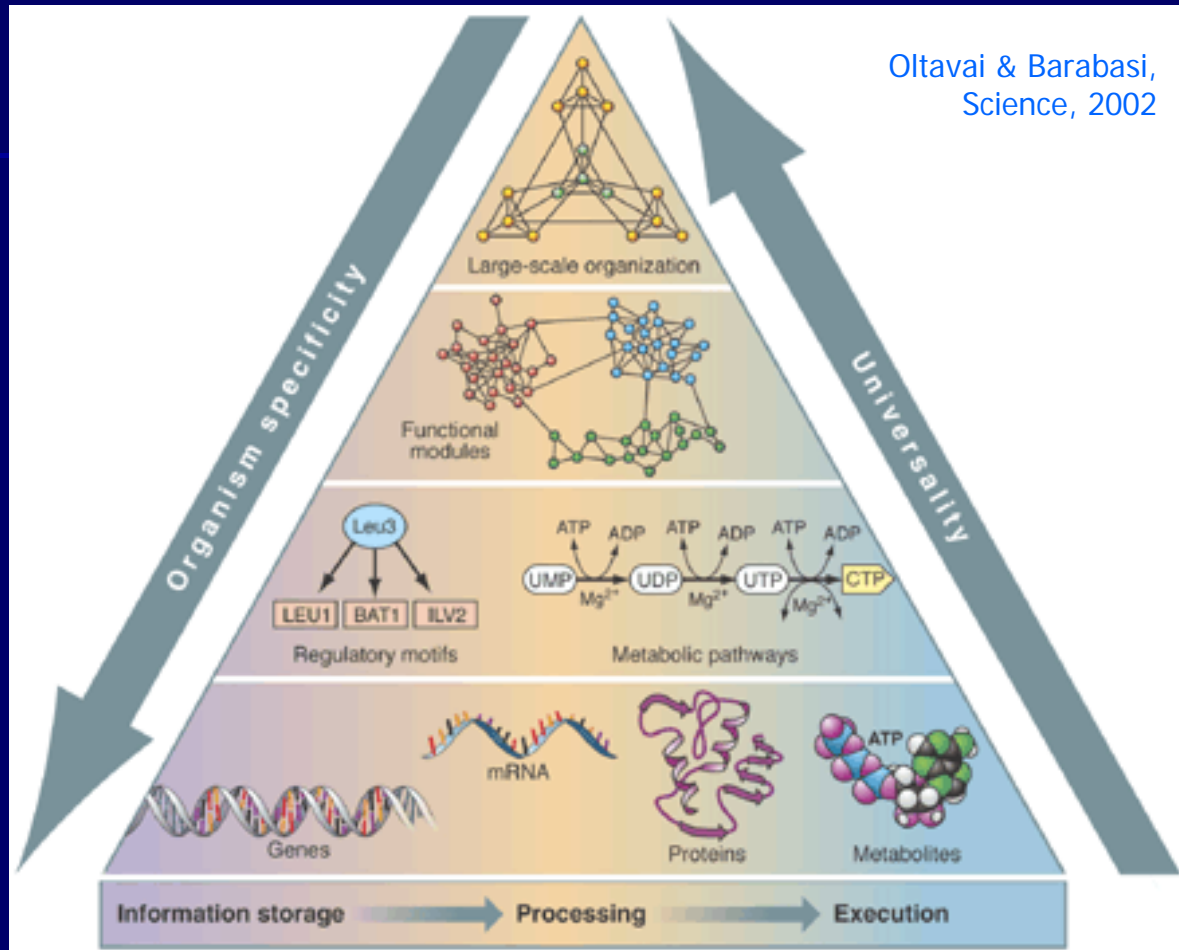 Oltavai & Barabasi,
Science, 2002
Organism specificity
Universality
Large-scale organization
Functional
modules
Leu3
LEU1 BAT1 ILV2
Regulatory motifs
ATP ADP ATP ADP ATP ADP
UMP UDP UTP CTP
Mg2+ Mg2+ Mg2+
Metabolic pathways
mRNA
ATP
Genes
Proteins
Metabolites
Information storage Processing Execution